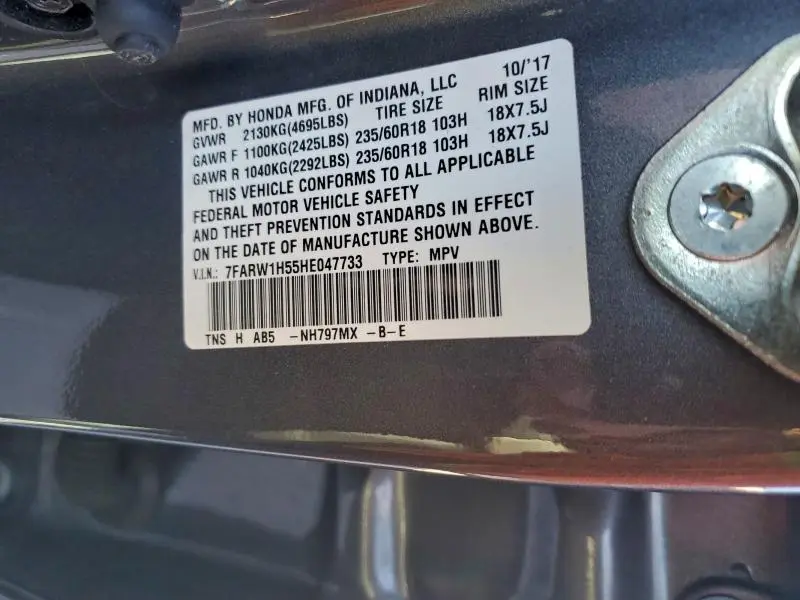 MFD. BY HONDA MFG. OF INDIANA, LLC 10/'17
GVWR 2130KG(4695LBS) TIRE SIZE RIM SIZE
GAWR F 1100KG(2425LBS) 235/60R18 103H 18X7.5J
GAWR R 1040KG(2292LBS) 235/60R18 103H 18X7.5J
THIS VEHICLE CONFORMS TO ALL APPLICABLE
FEDERAL MOTOR VEHICLE SAFETY
AND THEFT PREVENTION STANDARDS IN EFFECT
ON THE DATE OF MANUFACTURE SHOWN ABOVE.
V.I.N.: 7FARW1H55HE047733 TYPE: MPV
TNS H AB5 -NH797MX -B-E